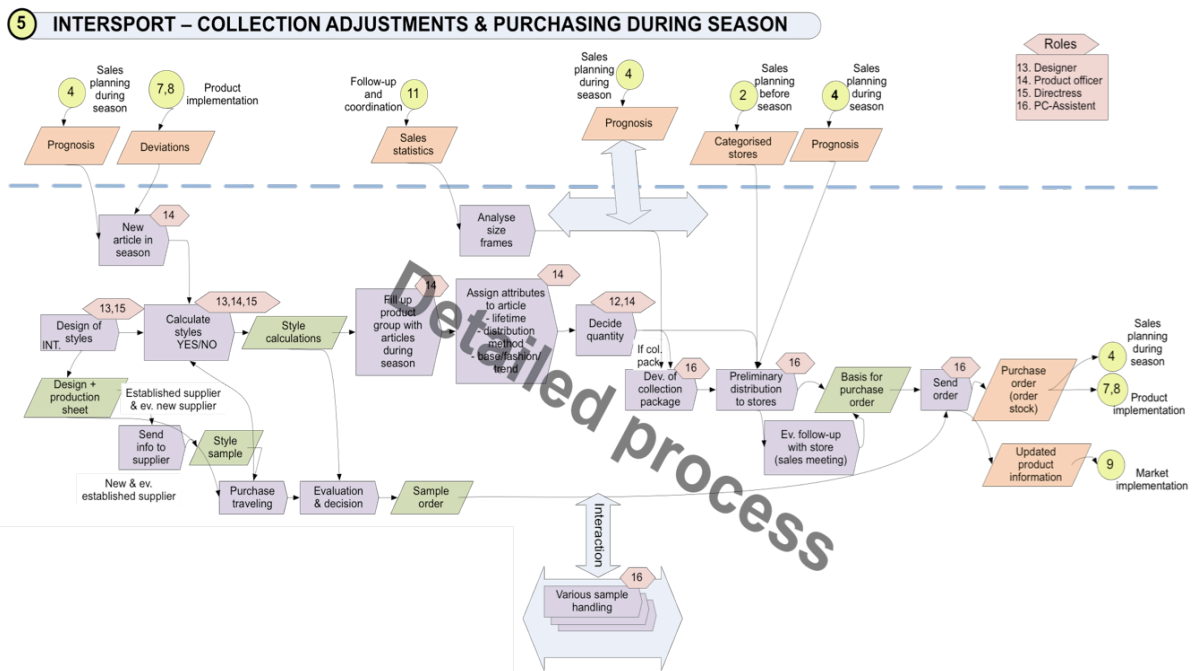 5
INTERSPORT – COLLECTION ADJUSTMENTS & PURCHASING DURING SEASON
Roles
13. Designer
14. Product officer
15. Directress
16. PC-Assistent
4
Sales
planning
during
season
Prognosis
7,8
Product
implementation
Deviations
Follow-up
and
coordination
11
Sales
statistics
Sales
planning
during
season
4
Prognosis
2
Sales
planning
before
season
Categorised
stores
4
Sales
planning
during
season
Prognosis
14
New
article in
season
Analyse
size
frames
13,15
Design of
styles
INT.
13,14,15
Calculate
styles
YES/NO
Style
calculations
14
Fill up
product
group with
articles
during
season
14
Assign attributes
to article
- lifetime
- distribution
method
- base/fashion/
trend
12,14
Decide
quantity
If col.
pack.
16
Dev. of
collection
package
16
Preliminary
distribution
to stores
Basis for
purchase
order
16
Send
order
Purchase
order
(order
stock)
Sales
planning
during
season
4
7,8
Product
implementation
Design +
production
sheet
Established supplier
& ev. new supplier
Send
info to
supplier
Style
sample
New & ev.
established supplier
Purchase
traveling
Evaluation
& decision
Sample
order
Ev. follow-up
with store
(sales meeting)
Updated
product
information
9
Market
implementation
Interaction
16
Various sample
handling
Detailed process